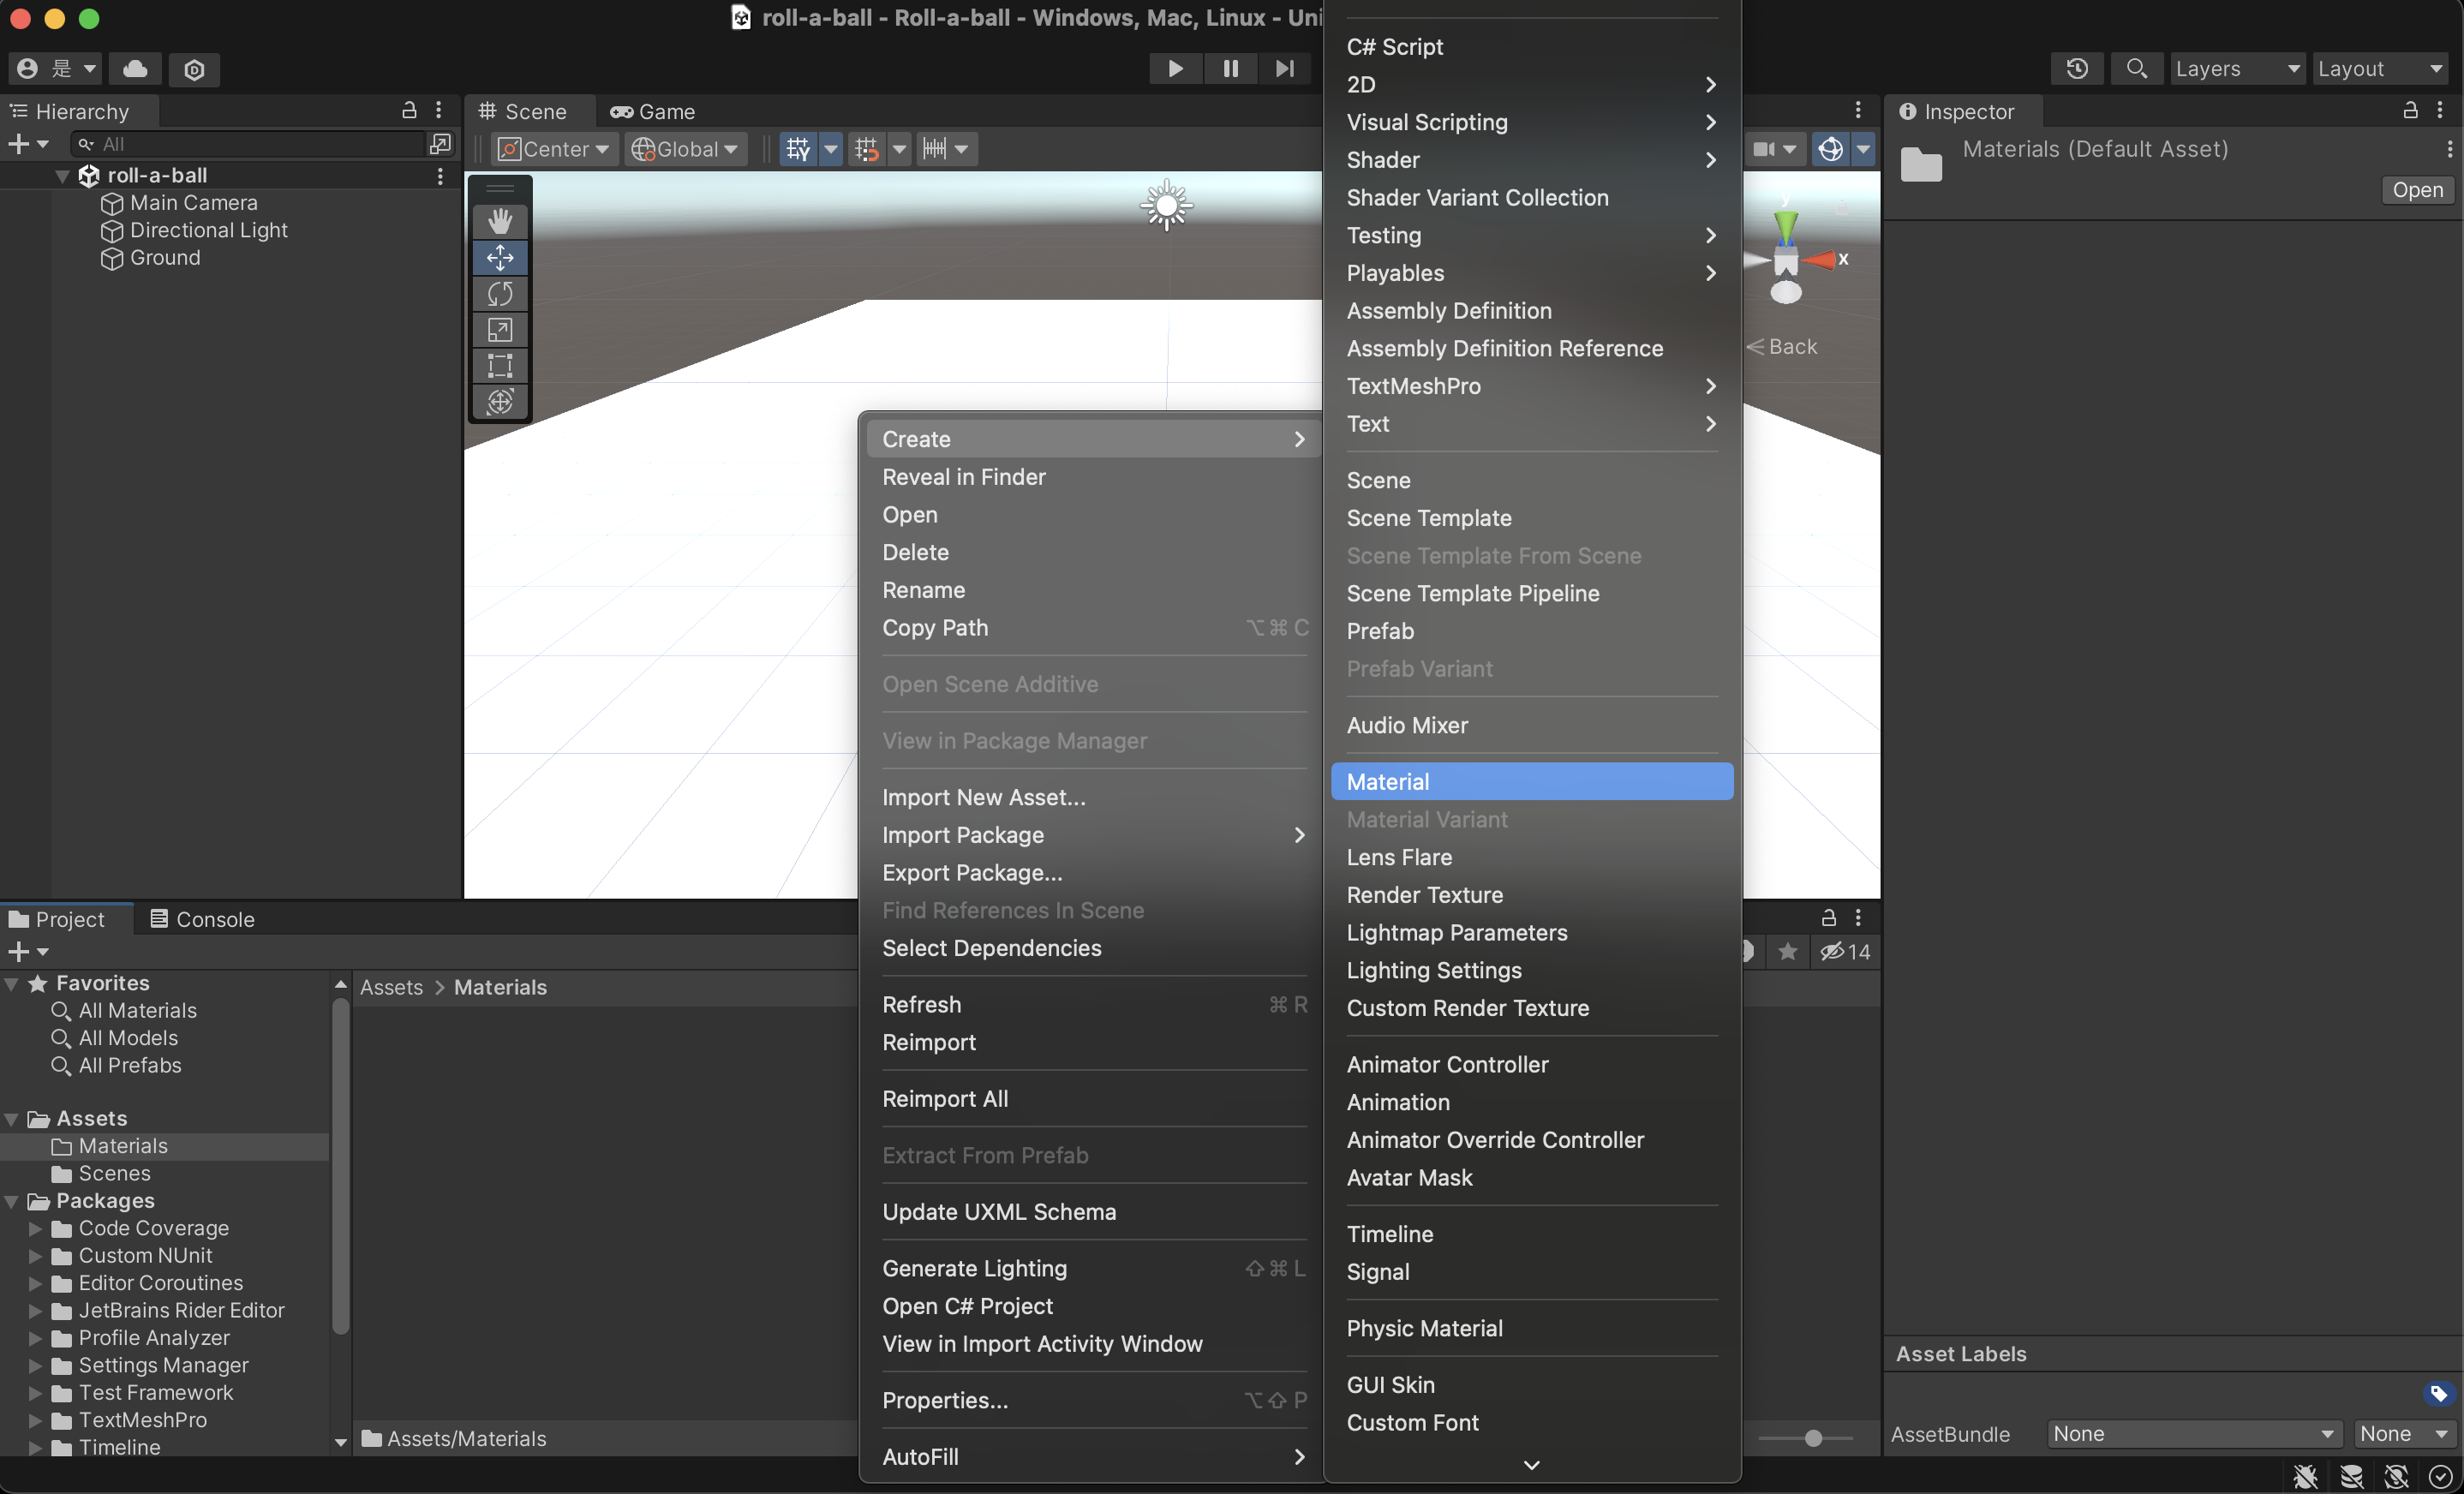 roll-a-ball - Roll-a-ball - Windows, Mac, Linux - Uni
是
Layers
Layout
Hierarchy
All
roll-a-ball
Main Camera
Directional Light
Ground
Scene
Game
Center
Global
Y
y
x
Back
Create
Reveal in Finder
Open
Delete
Rename
Copy Path ⌥⌘ C
Open Scene Additive
View in Package Manager
Import New Asset...
Import Package
Export Package...
Find References In Scene
Select Dependencies
Refresh ⌘ R
Reimport
Reimport All
Extract From Prefab
Update UXML Schema
Generate Lighting ⇧⌘ L
Open C# Project
View in Import Activity Window
Properties... ⌥⇧ P
AutoFill
C# Script
2D
Visual Scripting
Shader
Shader Variant Collection
Testing
Playables
Assembly Definition
Assembly Definition Reference
TextMeshPro
Text
Scene
Scene Template
Scene Template From Scene
Scene Template Pipeline
Prefab
Prefab Variant
Audio Mixer
Material
Material Variant
Lens Flare
Render Texture
Lightmap Parameters
Lighting Settings
Custom Render Texture
Animator Controller
Animation
Animator Override Controller
Avatar Mask
Timeline
Signal
Physic Material
GUI Skin
Custom Font
Inspector
Materials (Default Asset)
Open
Asset Labels
AssetBundle None None
Project
Console
14
Favorites
All Materials
All Models
All Prefabs
Assets
Materials
Scenes
Packages
Code Coverage
Custom NUnit
Editor Coroutines
JetBrains Rider Editor
Profile Analyzer
Settings Manager
Test Framework
TextMeshPro
Timeline
Assets > Materials
Assets/Materials